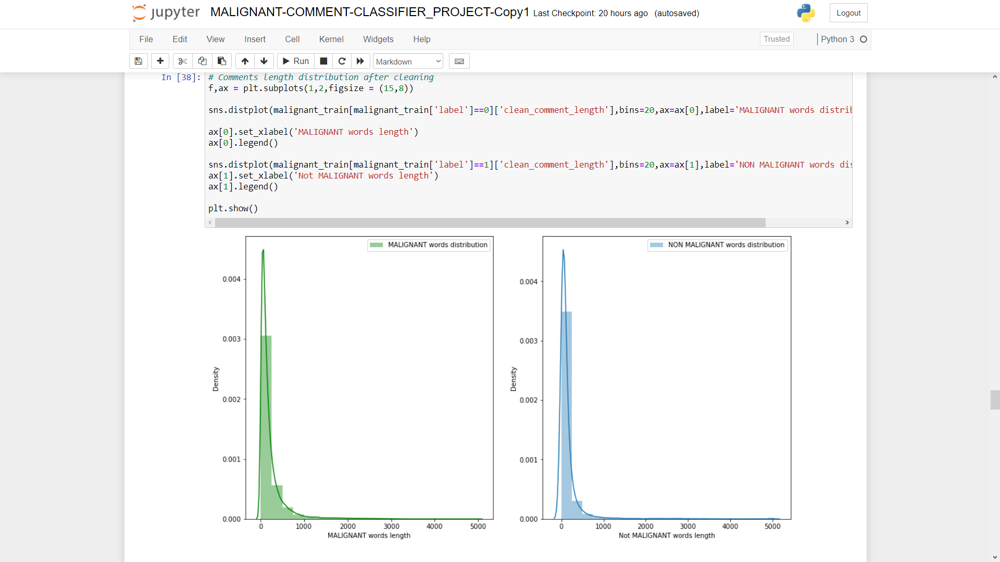 jupyter MALIGNANT-COMMENT-CLASSIFIER_PROJECT-Copy1 Last Checkpoint: 20 hours ago (autosaved) Logout
File Edit View Insert Cell Kernel Widgets Help Trusted Python 3
Run Markdown
In [38]: # Comments length distribution after cleaning
f,ax = plt.subplots(1,2,figsize = (15,8))
sns.distplot(malignant_train[malignant_train['label']==0]['clean_comment_length'],bins=20,ax=ax[0],label='MALIGNANT words distrib
ax[0].set_xlabel('MALIGNANT words length')
ax[0].legend()
sns.distplot(malignant_train[malignant_train['label']==1]['clean_comment_length'],bins=20,ax=ax[1],label='NON MALIGNANT words dis
ax[1].set_xlabel('Not MALIGNANT words length')
ax[1].legend()
plt.show()
MALIGNANT words distribution
0.004
0.003
0.002
0.001
0.000
Density
0 1000 2000 3000 4000 5000
MALIGNANT words length
NON MALIGNANT words distribution
0.004
0.003
0.002
0.001
0.000
Density
0 1000 2000 3000 4000 5000
Not MALIGNANT words length